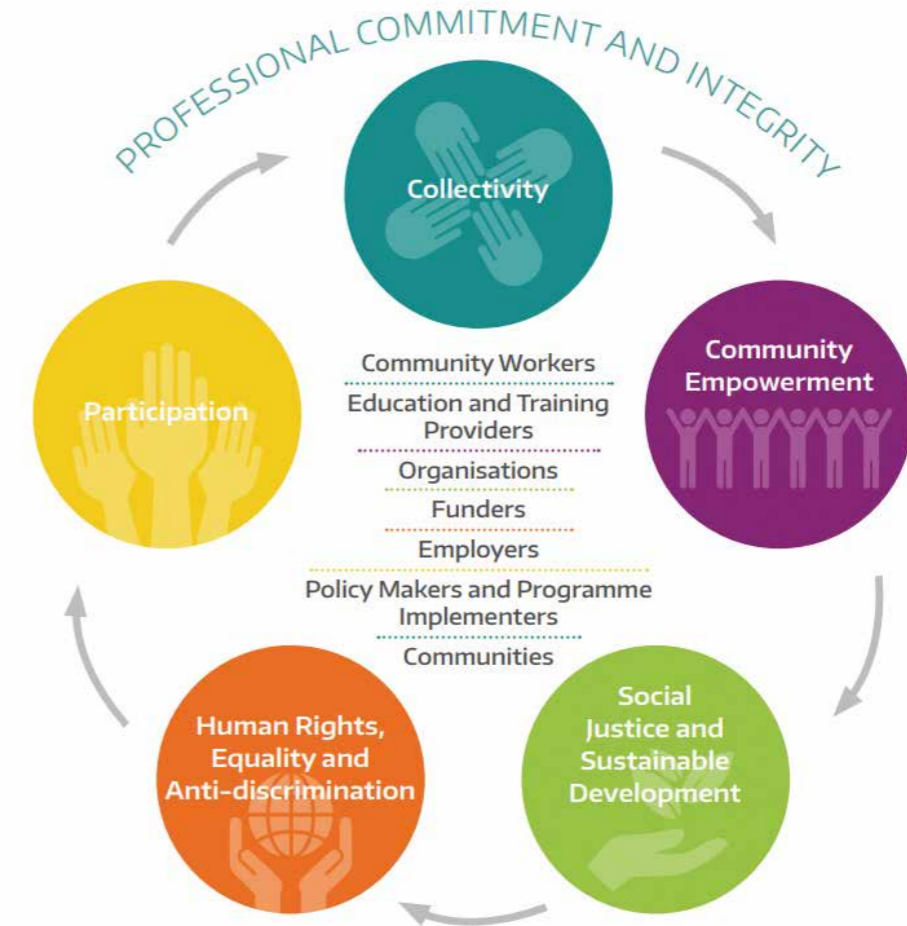 PROFESSIONAL COMMITMENT AND INTEGRITY
Collectivity
Community
Empowerment
Participation
Community Workers
Education and Training
Providers
Organisations
Funders
Employers
Policy Makers and Programme
Implementers
Communities
Social
Justice and
Sustainable
Development
Human Rights,
Equality and
Anti-discrimination